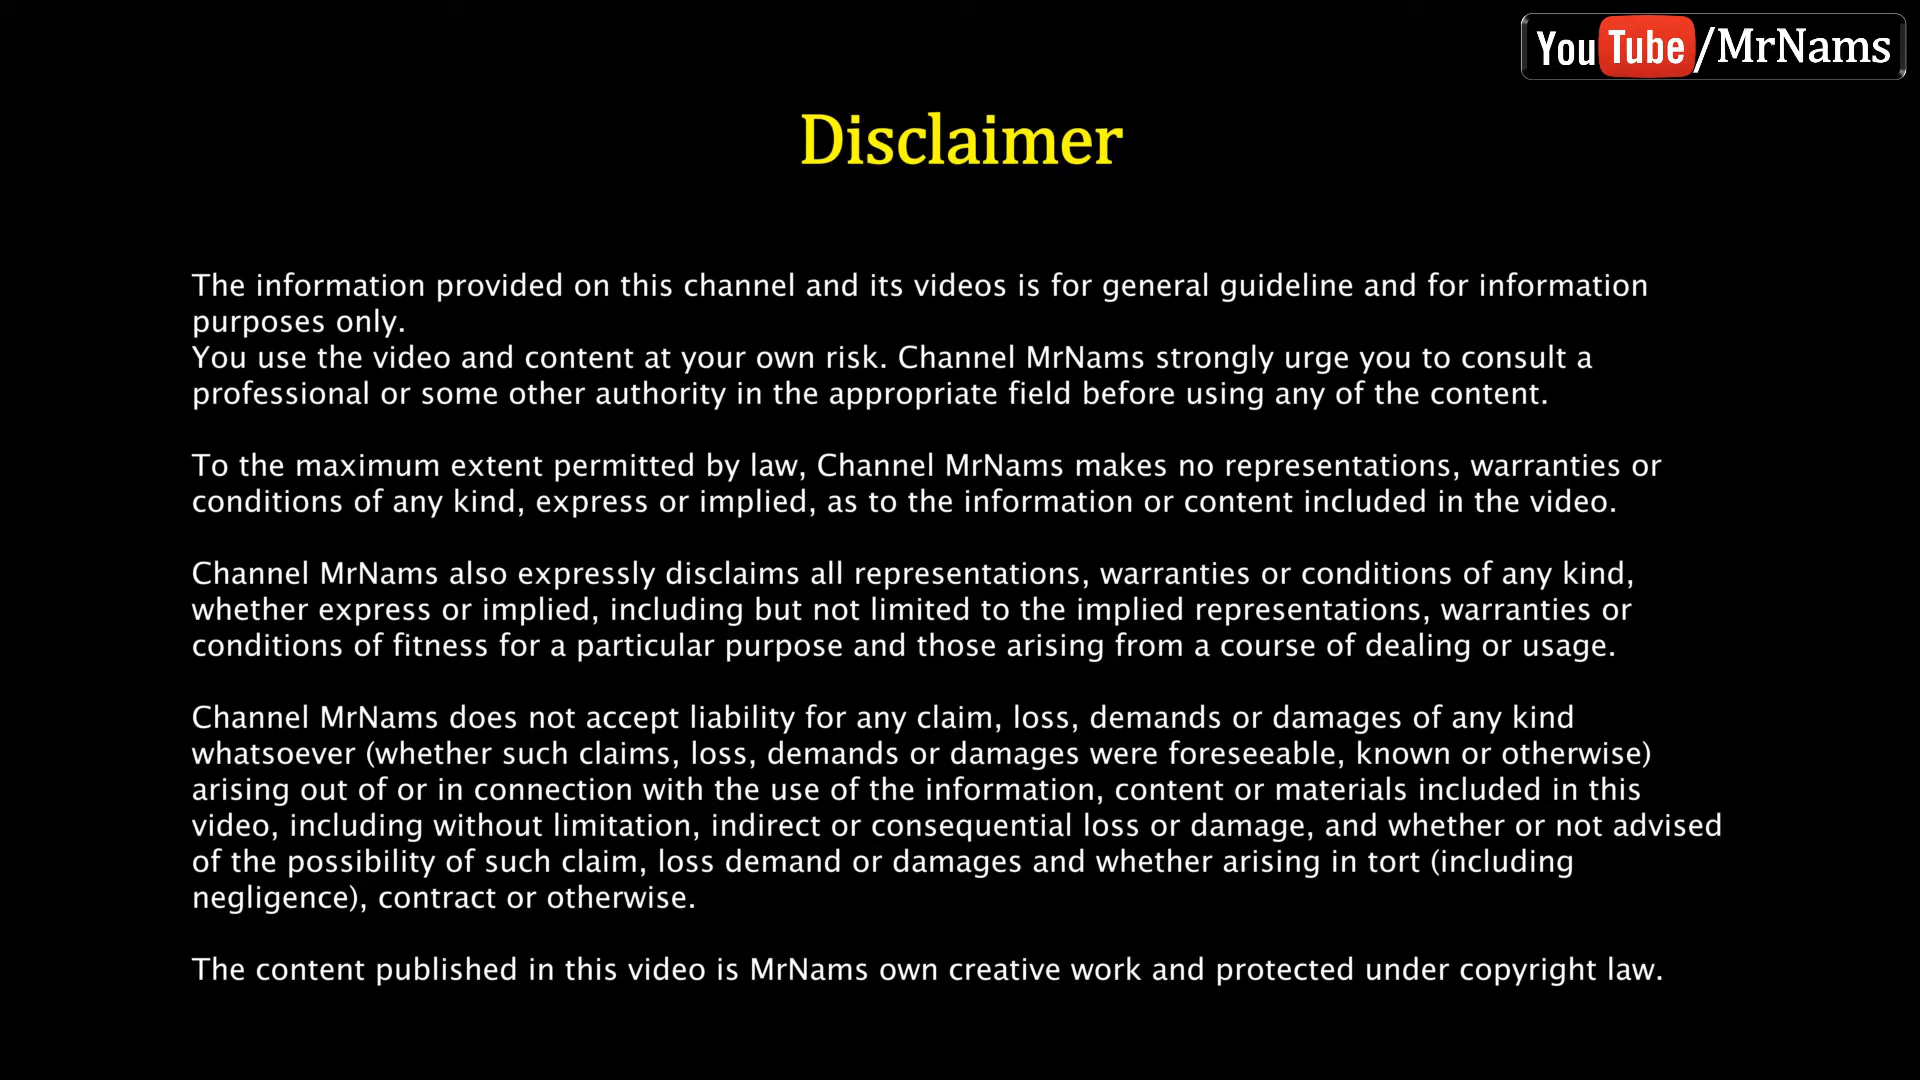 YouTube/MrNams
Disclaimer
The information provided on this channel and its videos is for general guideline and for information
purposes only.
You use the video and content at your own risk. Channel MrNams strongly urge you to consult a
professional or some other authority in the appropriate field before using any of the content.
To the maximum extent permitted by law, Channel MrNams makes no representations, warranties or
conditions of any kind, express or implied, as to the information or content included in the video.
Channel MrNams also expressly disclaims all representations, warranties or conditions of any kind,
whether express or implied, including but not limited to the implied representations, warranties or
conditions of fitness for a particular purpose and those arising from a course of dealing or usage.
Channel MrNams does not accept liability for any claim, loss, demands or damages of any kind
whatsoever (whether such claims, loss, demands or damages were foreseeable, known or otherwise)
arising out of or in connection with the use of the information, content or materials included in this
video, including without limitation, indirect or consequential loss or damage, and whether or not advised
of the possibility of such claim, loss demand or damages and whether arising in tort (including
negligence), contract or otherwise.
The content published in this video is MrNams own creative work and protected under copyright law.